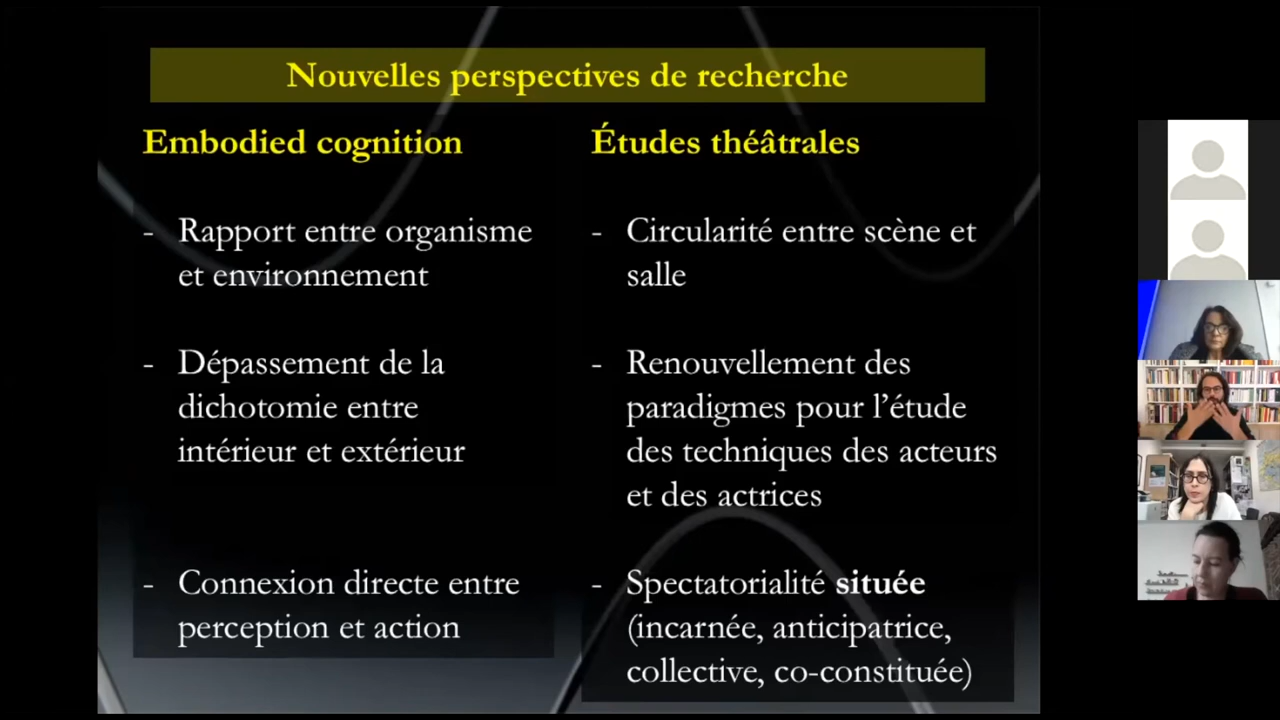 Nouvelles perspectives de recherche
Embodied cognition
- Rapport entre organisme
et environnement
- Dépassement de la
dichotomie entre
intérieur et extérieur
- Connexion directe entre
perception et action
Études théâtrales
- Circularité entre scène et
salle
- Renouvellement des
paradigmes pour l’étude
des techniques des acteurs
et des actrices
- Spectatorialité située
(incarnée, anticipatrice,
collective, co-constituée)